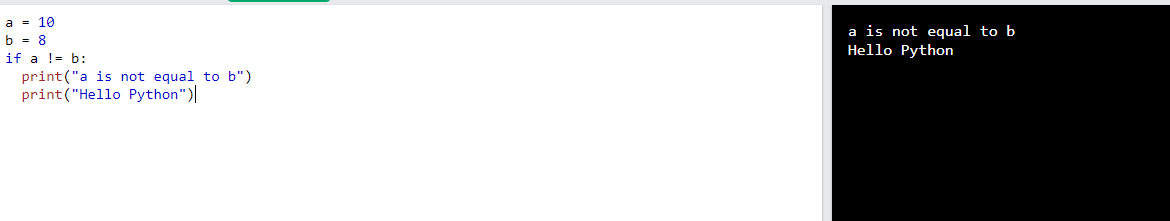 a = 10
b = 8
if a != b:
  print("a is not equal to b")
  print("Hello Python")
a is not equal to b
Hello Python